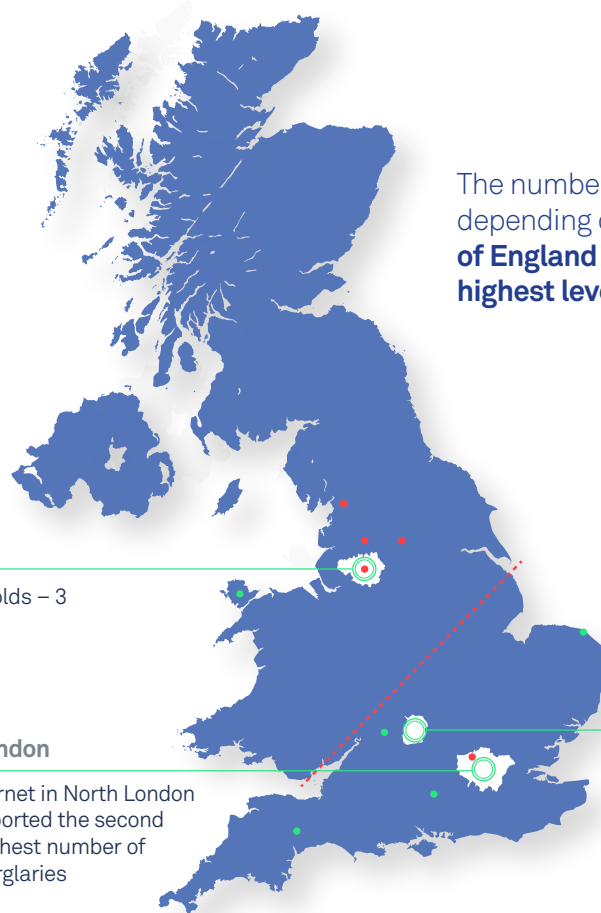 The numbe
depending
of England
highest leve
olds – 3
ndon
rnet in North London
orted the second
hest number of
rglaries